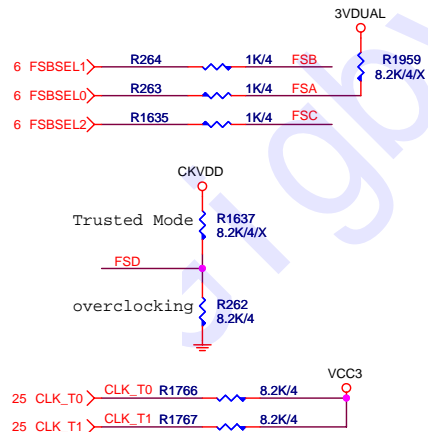 3VDUAL
6 FSBSEL1 R264 1K/4 FSB
R1959
8.2K/4/X
6 FSBSEL0 R263 1K/4 FSA
6 FSBSEL2 R1635 1K/4 FSC
CKVDD
Trusted Mode R1637
8.2K/4/X
FSD
overclocking R262
8.2K/4
VCC3
25 CLK_T0 CLK_T0 R1766 8.2K/4
25 CLK_T1 CLK_T1 R1767 8.2K/4